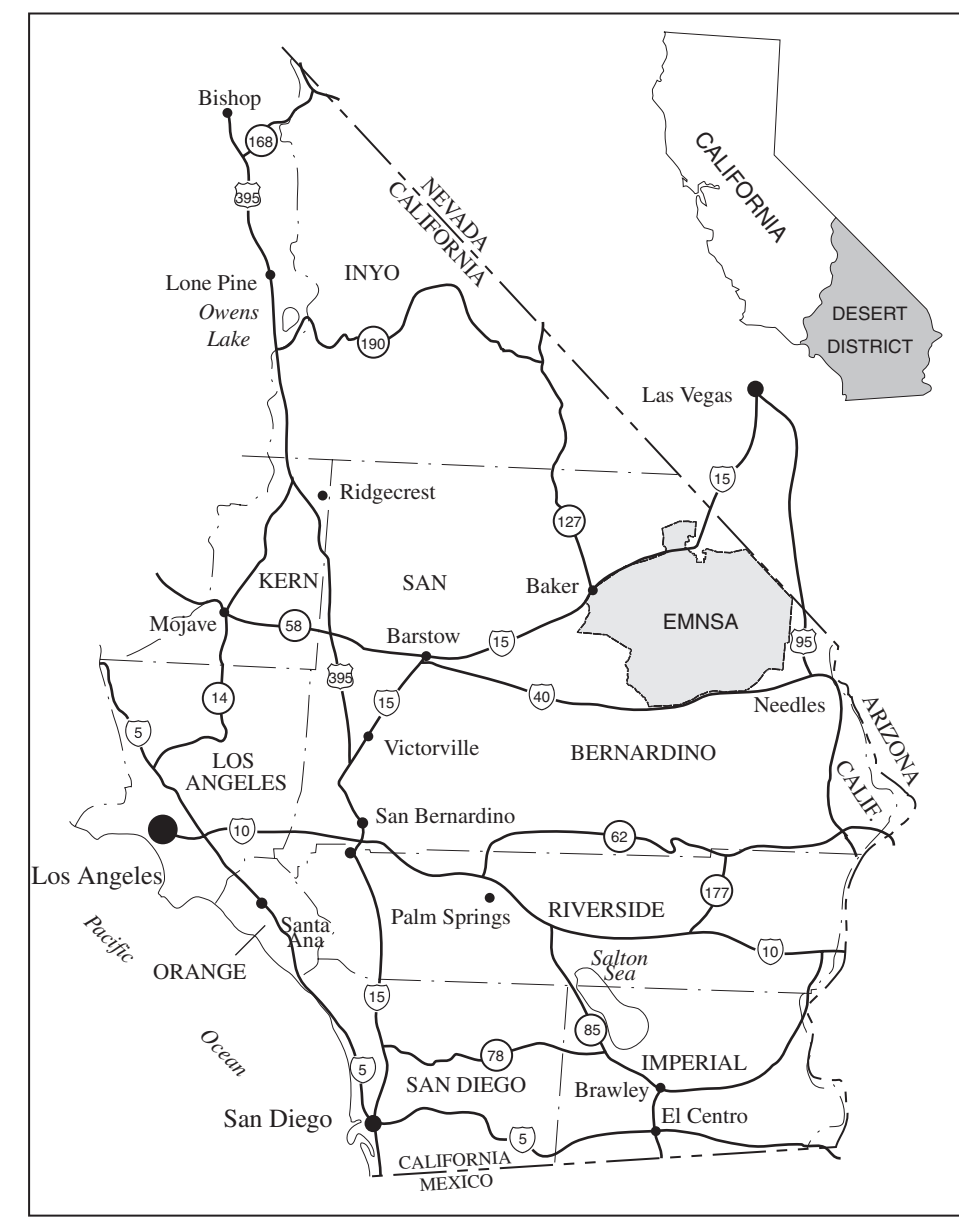 Bishop
168
395
NEVADA
CALIFORNIA
CALIFORNIA
DESERT
DISTRICT
Lone Pine
INYO
Owens
Lake
190
Las Vegas
15
Ridgecrest
127
KERN
SAN
Baker
Mojave
58
Barstow
15
EMNSA
95
395
14
15
40
Needles
ARIZONA
CALIF.
5
Victorville
BERNARDINO
LOS
ANGELES
San Bernardino
10
62
Los Angeles
177
Palm Springs
RIVERSIDE
Santa
Ana
Pacific
ORANGE
10
Salton
Sea
15
85
Ocean
78
5
IMPERIAL
SAN DIEGO
Brawley
San Diego
El Centro
5
CALIFORNIA
MEXICO